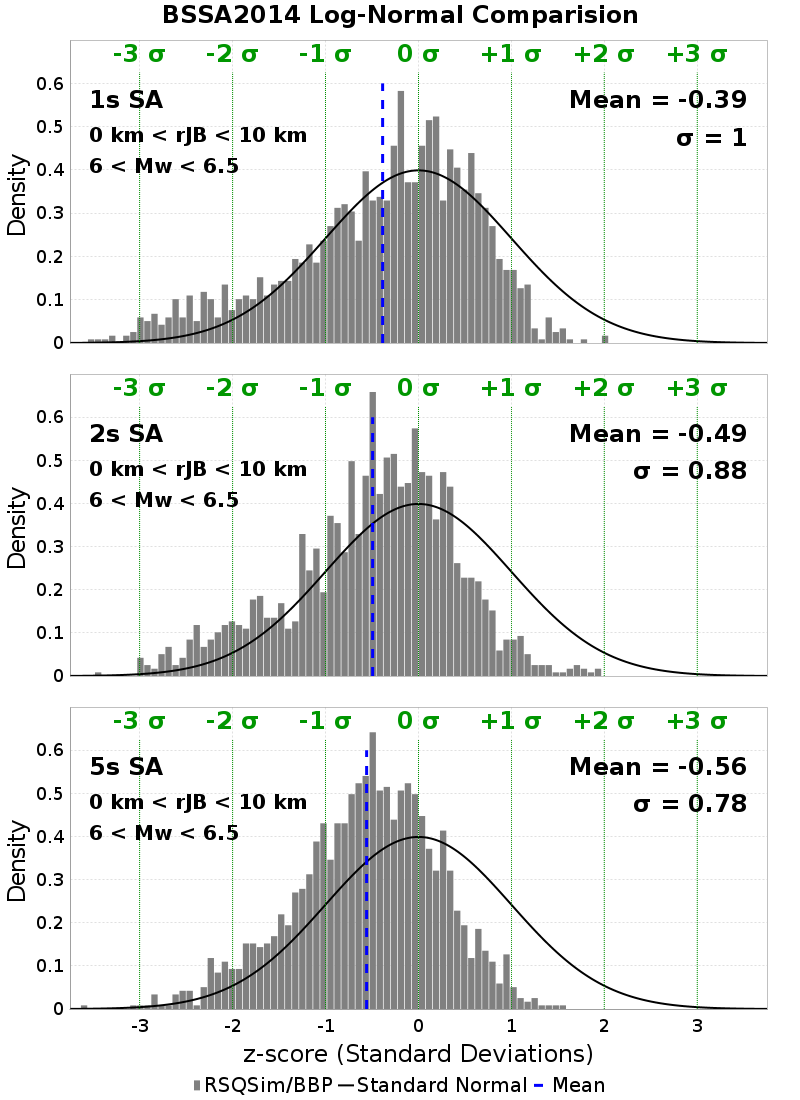 BSSA2014 Log-Normal Comparision
-3 σ -2 σ -1 σ 0 σ +1 σ +2 σ +3 σ
1s SA
Mean = -0.39
0 km < rJB < 10 km
σ = 1
6 < Mw < 6.5
Density
0.6
0.5
0.4
0.3
0.2
0.1
0
-3 σ -2 σ -1 σ 0 σ +1 σ +2 σ +3 σ
2s SA
Mean = -0.49
0 km < rJB < 10 km
σ = 0.88
6 < Mw < 6.5
Density
0.6
0.5
0.4
0.3
0.2
0.1
0
-3 σ -2 σ -1 σ 0 σ +1 σ +2 σ +3 σ
5s SA
Mean = -0.56
0 km < rJB < 10 km
σ = 0.78
6 < Mw < 6.5
Density
0.6
0.5
0.4
0.3
0.2
0.1
0
-3 -2 -1 0 1 2 3
z-score (Standard Deviations)
RSQSim/BBP Standard Normal Mean